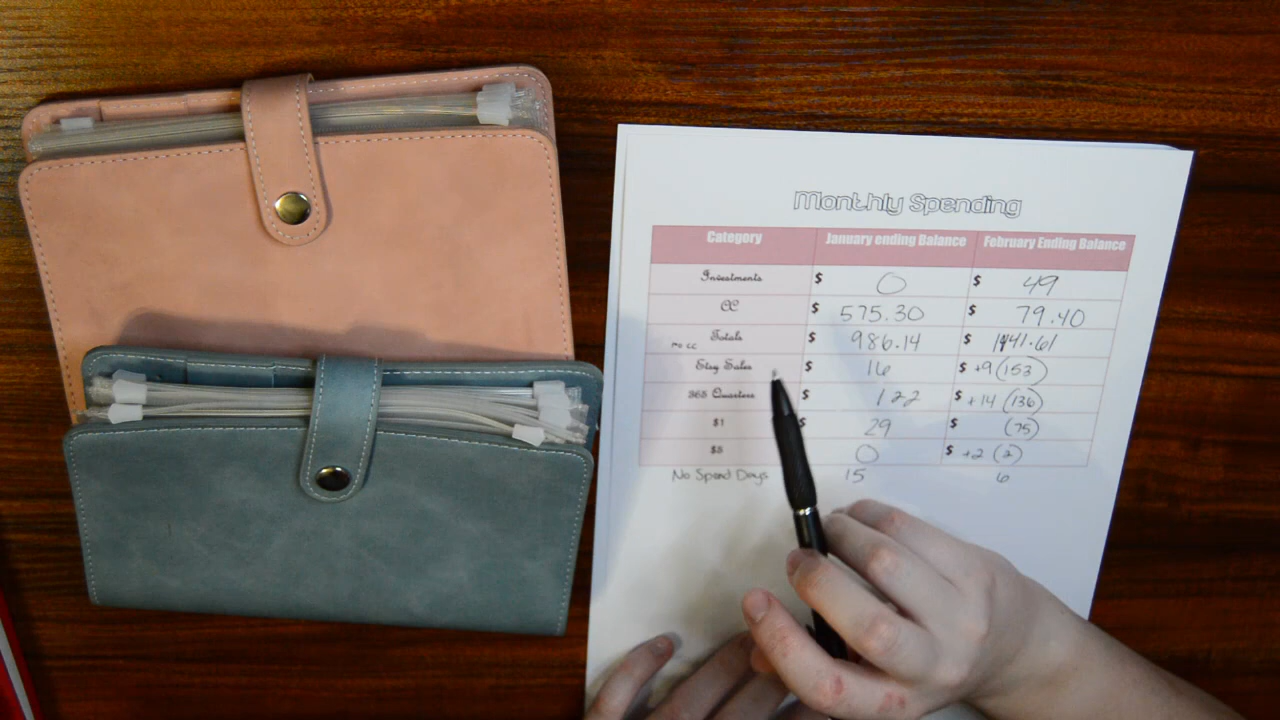 Monthly Spending
Category January ending Balance February Ending Balance
Investments $ 0 $ 49
CC $ 575.30 $ 79.40
Totals $ 986.14 $ 1441.61
no cc
Etsy Sales $ 16 $ +9 (153)
365 Quarters $ 122 $ +14 (136)
$1 $ 29 $ (75)
$5 $ 0 $ +2 (2)
No Spend Days 15 6